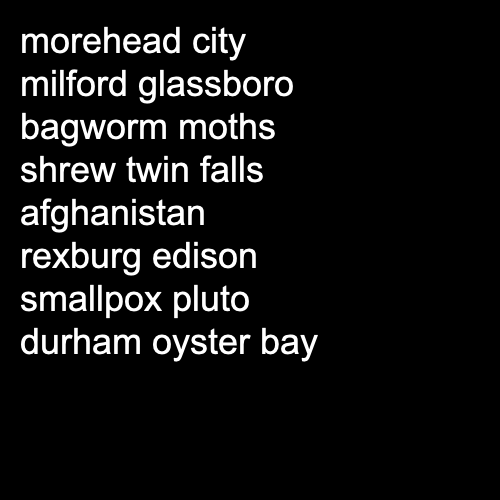 morehead city
milford glassboro
bagworm moths
shrew twin falls
afghanistan
rexburg edison
smallpox pluto
durham oyster bay